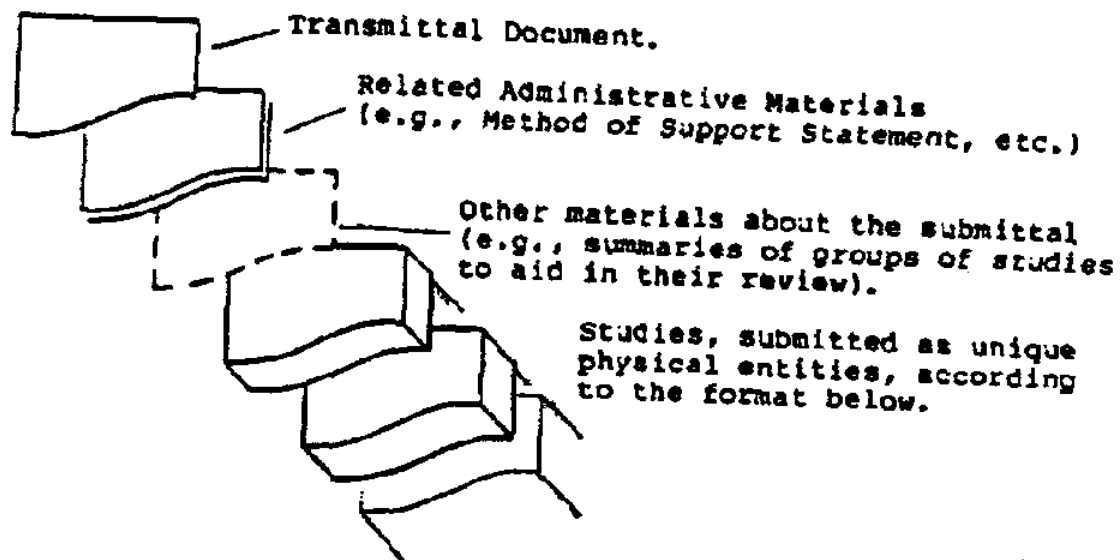 Transmittal Document.
Related Administrative Materials
(e.g., Method of Support Statement, etc.)
Other materials about the submittal
(e.g., summaries of groups of studies
to aid in their review).
Studies, submitted as unique
physical entities, according
to the format below.